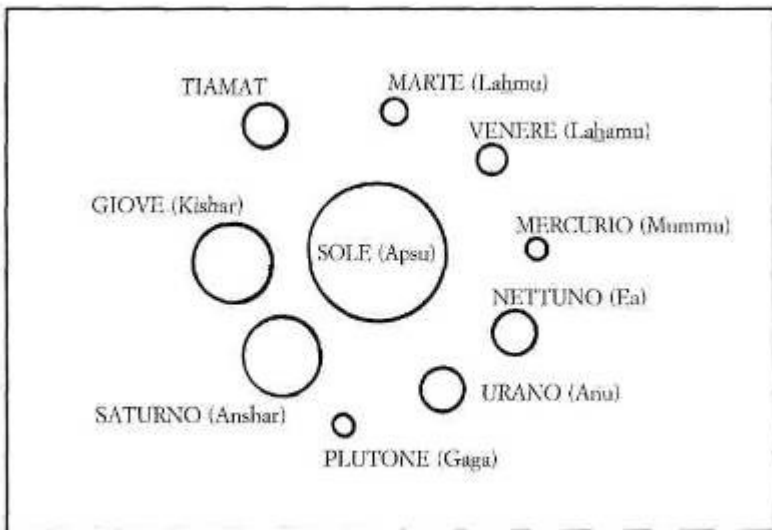 TIAMAT
MARTE (Lahmu)
VENERE (Lahamu)
GIOVE (Kishar)
SOLE (Apsu)
MERCURIO (Mummu)
NETTUNO (Ea)
SATURNO (Anshar)
URANO (Anu)
PLUTONE (Gaga)